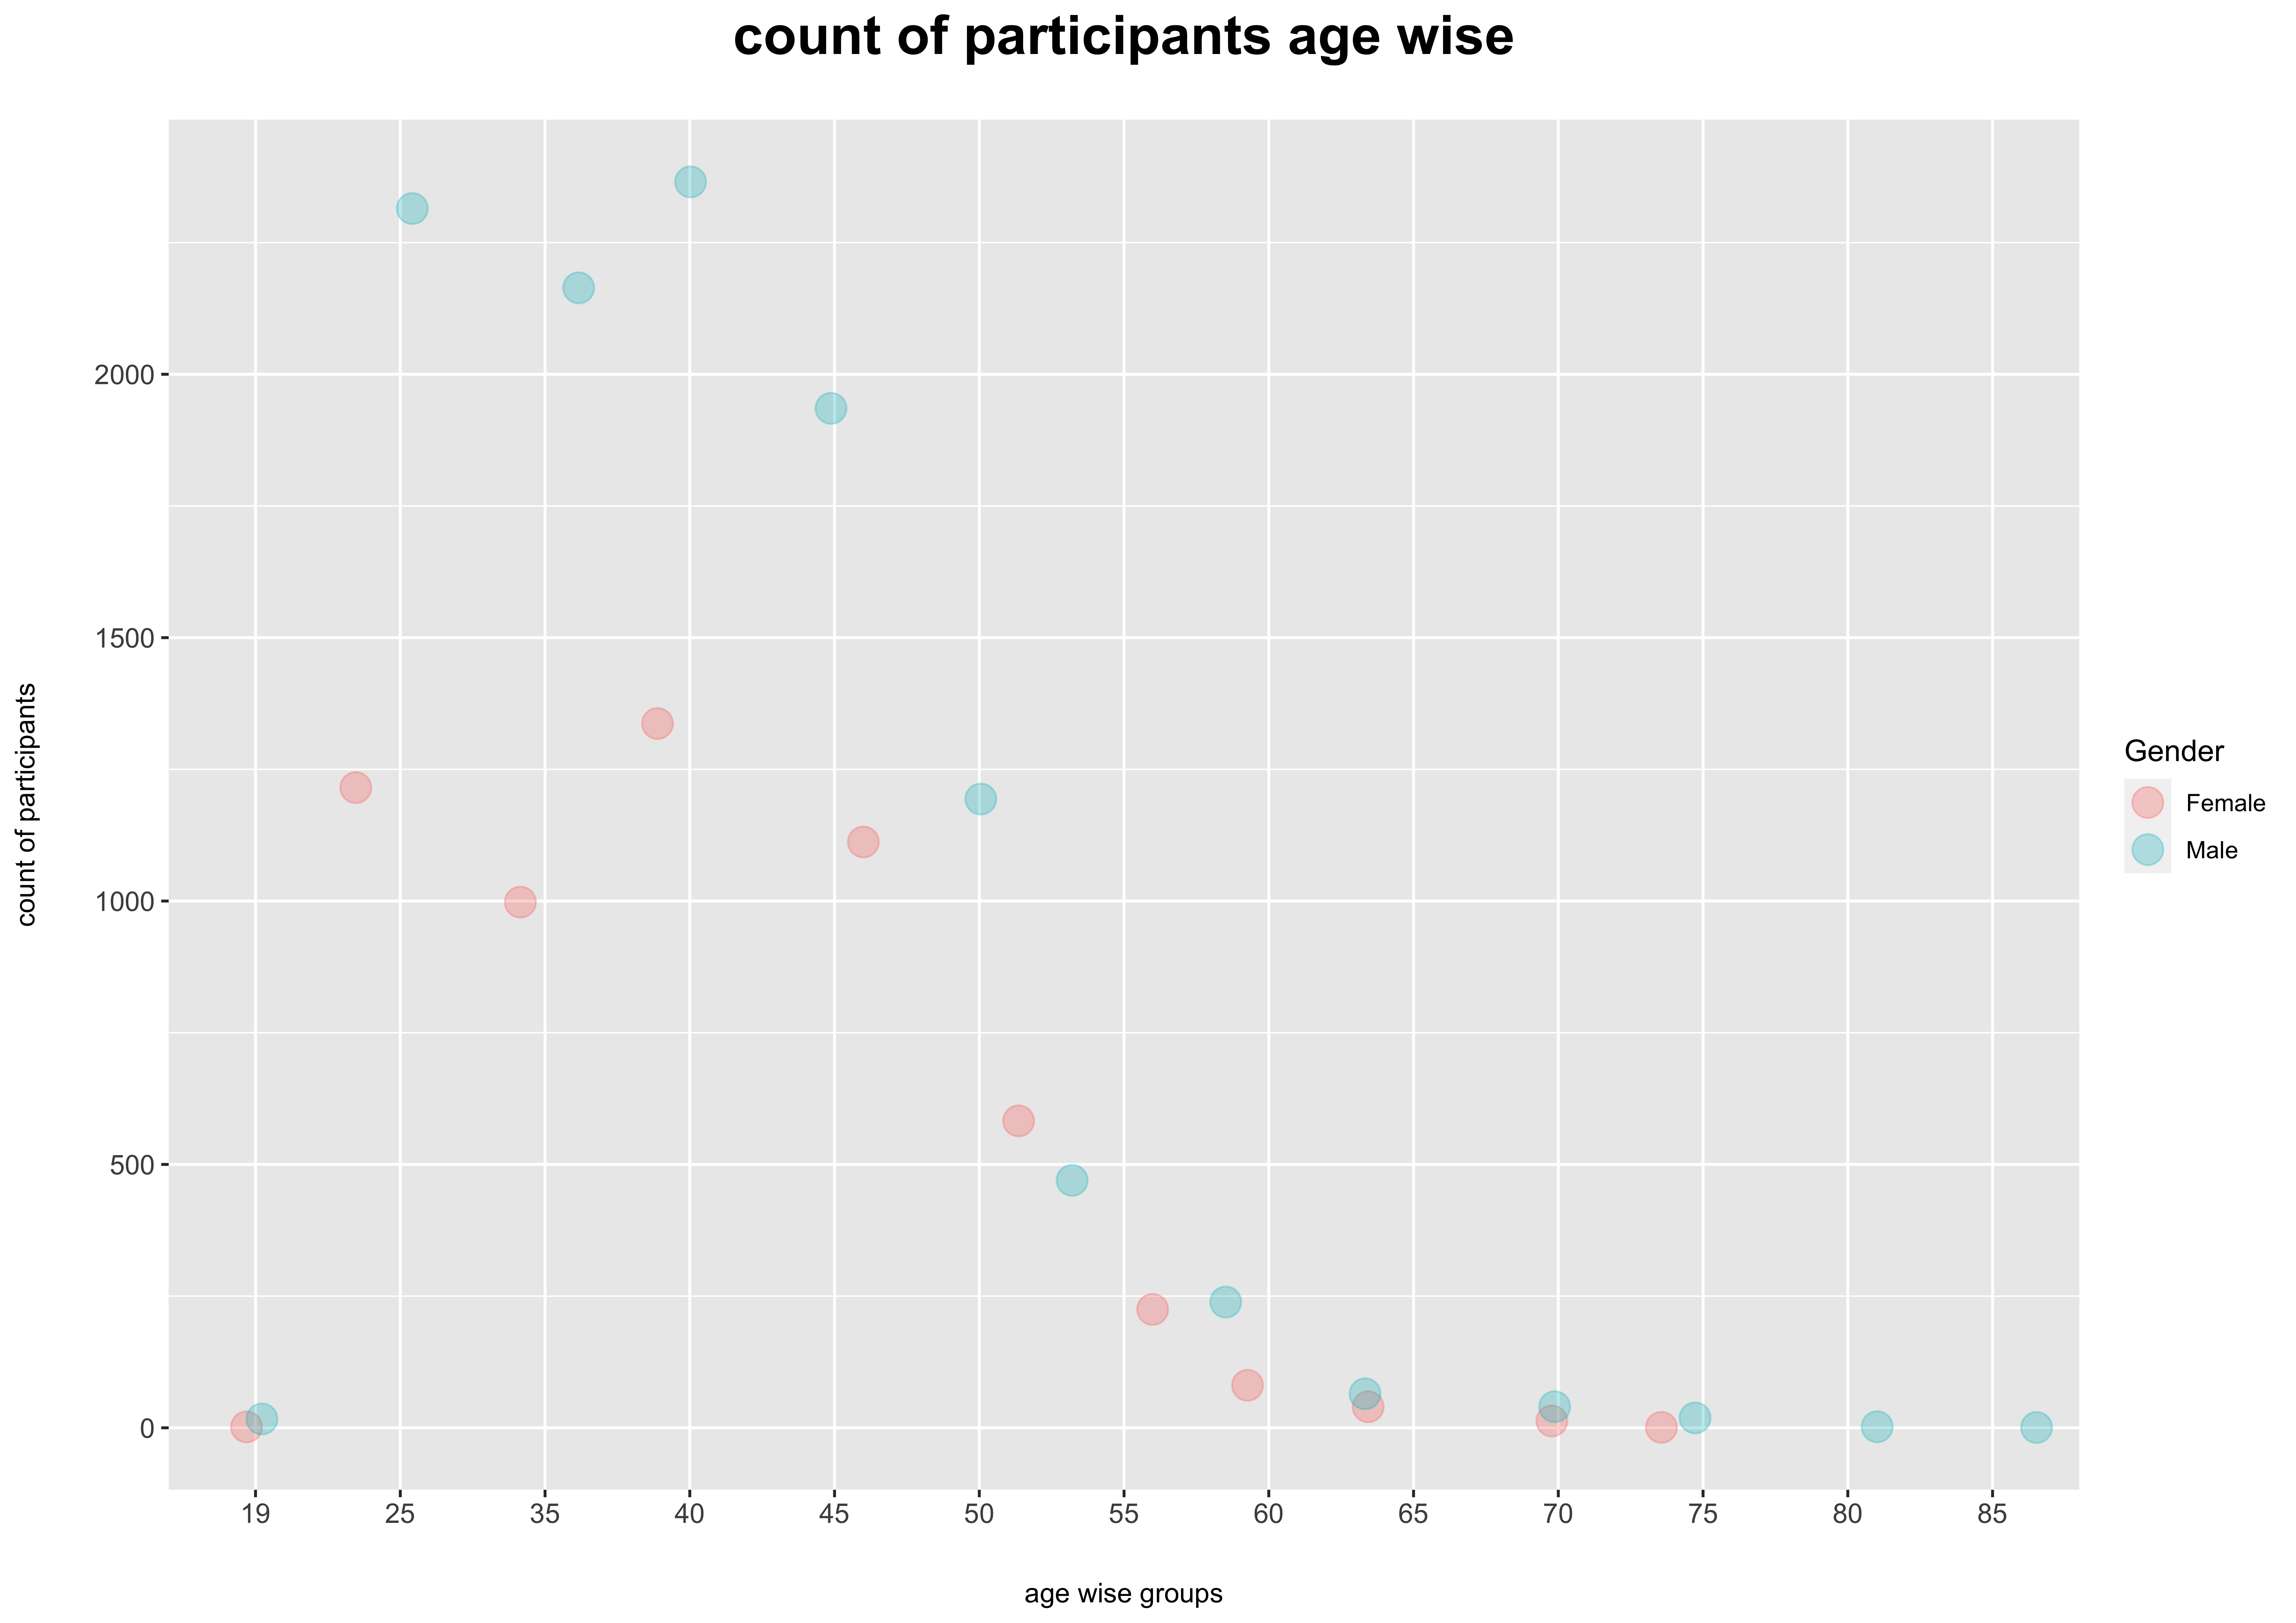 count of participants age wise
2000
1500
1000
500
0
count of participants
19 25 35 40 45 50 55 60 65 70 75 80 85
age wise groups
Gender
Female
Male